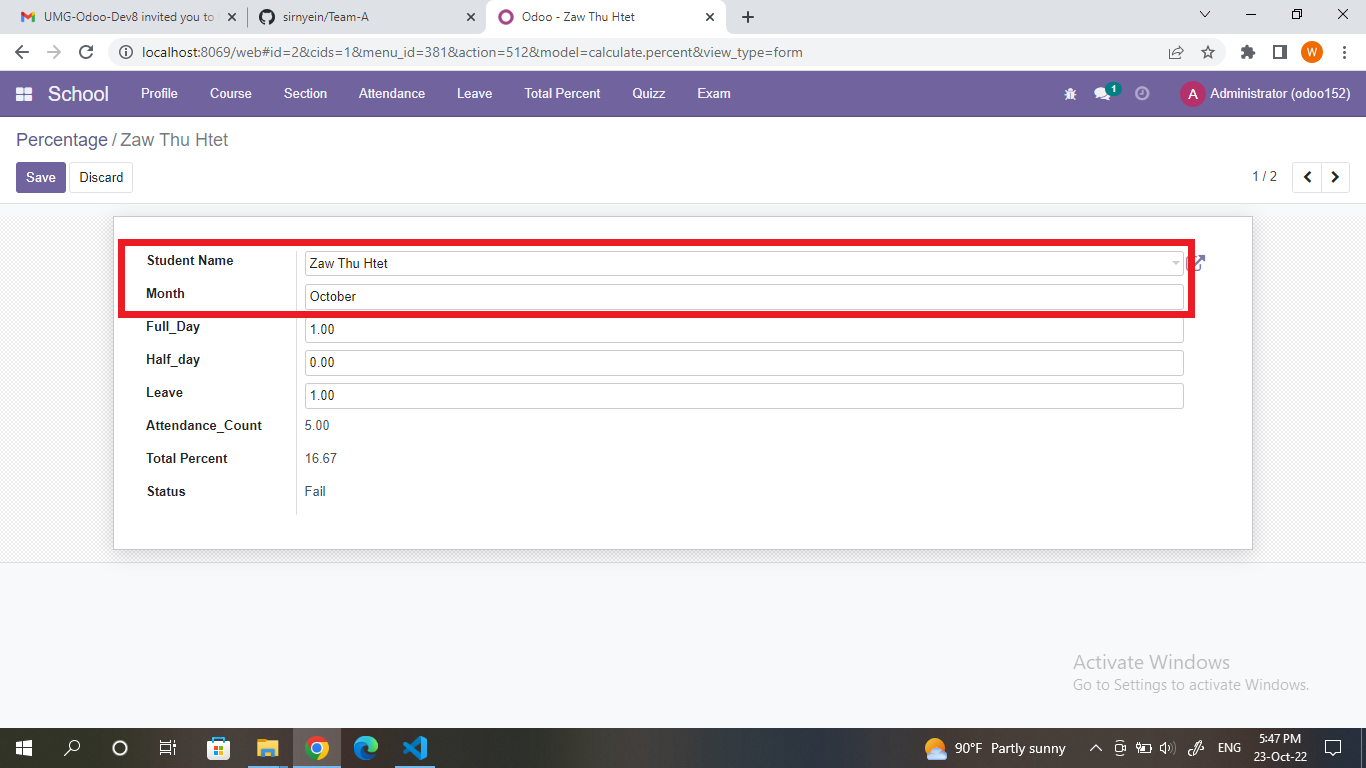 UMG-Odoo-Dev8 invited you to
sirnyein/Team-A
Odoo - Zaw Thu Htet
localhost:8069/web#id=2&cids=1&menu_id=381&action=512&model=calculate.percent&view_type=form
W
School
Profile
Course
Section
Attendance
Leave
Total Percent
Quizz
Exam
1
A
Administrator (odoo152)
Percentage / Zaw Thu Htet
Save
Discard
1 / 2
Student Name
Zaw Thu Htet
Month
October
Full_Day
1.00
Half_day
0.00
Leave
1.00
Attendance_Count
5.00
Total Percent
16.67
Status
Fail
Activate Windows
Go to Settings to activate Windows.
90°F Partly sunny
ENG
5:47 PM
23-Oct-22